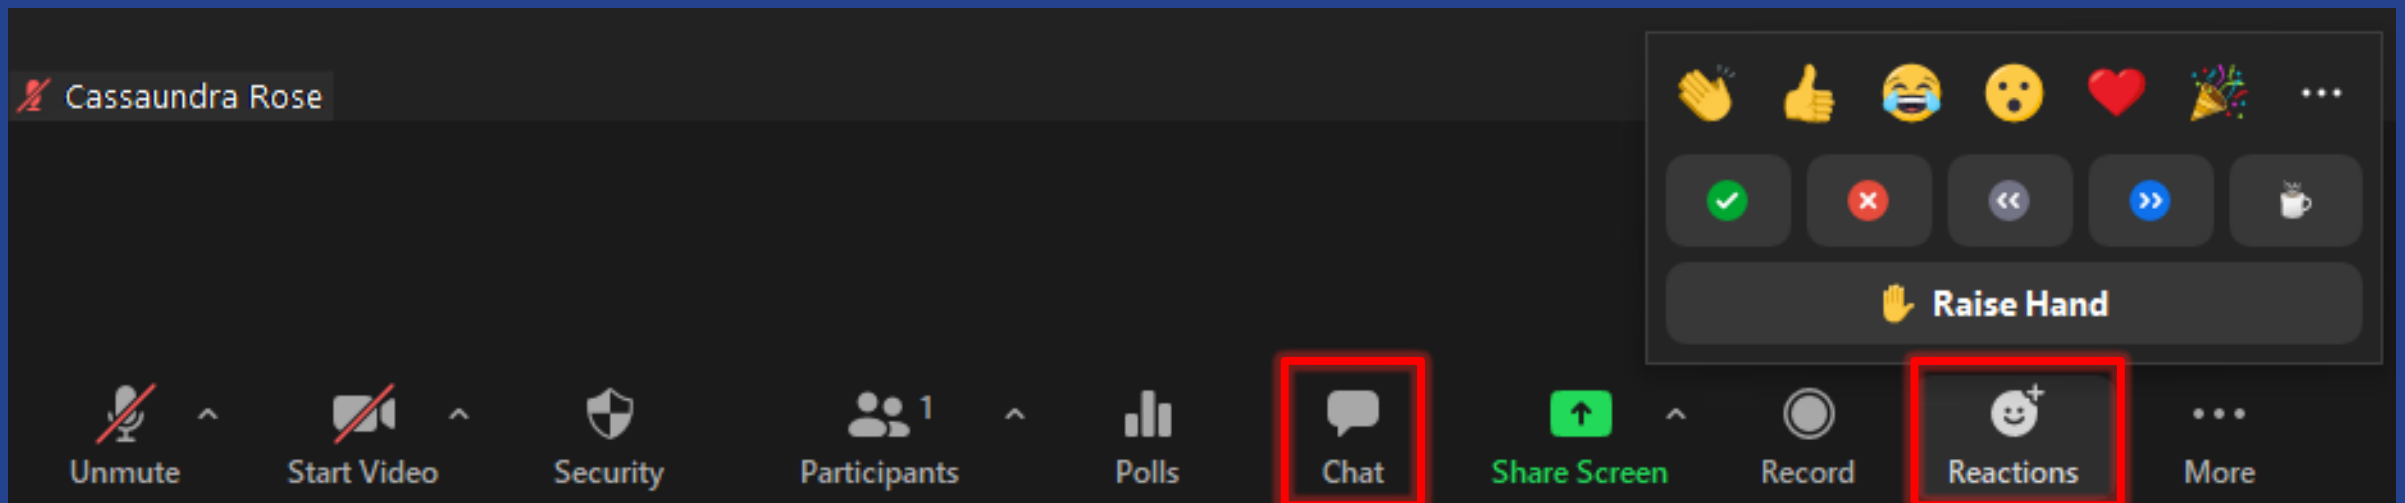 Cassaundra Rose
Raise Hand
1
Unmute Start Video Security Participants Polls Chat Share Screen Record Reactions More